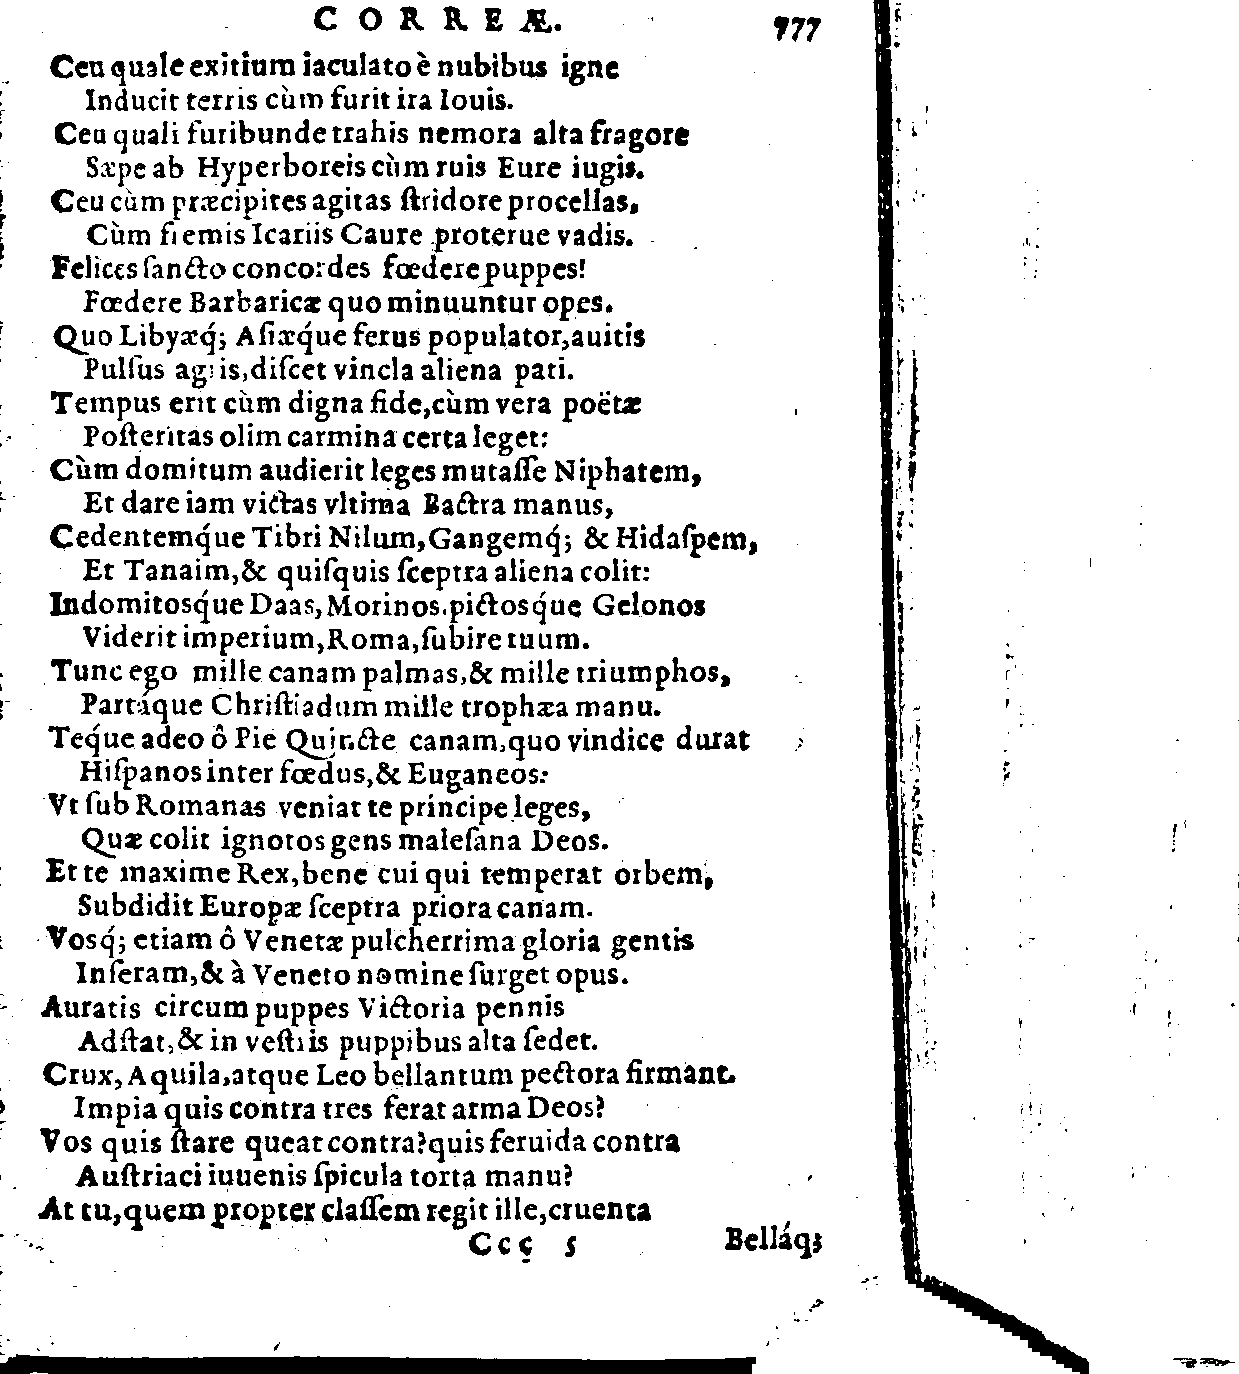 CORREÆ. 777
Ceu quale exitium iaculato è nubibus igne
Inducit terris cùm furit ira Iouis.
Ceu quali furibunde trahis nemora alta fragore
Sæpe ab Hyperboreis cùm ruis Eure iugis.
Ceu cùm præcipites agitas ſtridore procellas,
Cùm fremis Icariis Caure proterue vadis.
Felices ſancto concordes fœdere puppes!
Fœdere Barbaricæ quo minuuntur opes.
Quo Libyæq́; Aſiæq́ue ferus populator, auitis
Pulſus agris, diſcet vincla aliena pati.
Tempus erit cùm digna fide, cùm vera poëtæ
Poſteritas olim carmina certa leget:
Cùm domitum audierit leges mutaſſe Niphatem,
Et dare iam victas vltima Bactra manus,
Cedentemq́ue Tibri Nilum, Gangemq́; & Hidaſpem,
Et Tanaim, & quiſquis ſceptra aliena colit:
Indomitosq́ue Daas, Morinos, pictosq́ue Gelonos
Viderit imperium, Roma, ſubire tuum.
Tunc ego mille canam palmas, & mille triumphos,
Partáque Chriſtiadum mille trophæa manu.
Teq́ue adeo ô Pie Quincte canam, quo vindice durat
Hiſpanos inter fœdus, & Euganeos:
Vt ſub Romanas veniat te principe leges,
Quæ colit ignotos gens maleſana Deos.
Et te maxime Rex, bene cui qui temperat orbem,
Subdidit Europæ ſceptra priora canam.
Vosq́; etiam ô Venetæ pulcherrima gloria gentis
Inſeram, & à Veneto nomine ſurget opus.
Auratis circum puppes Victoria pennis
Adſtat, & in veſtris puppibus alta ſedet.
Crux, Aquila, atque Leo bellantum pectora firmant.
Impia quis contra tres ferat arma Deos?
Vos quis ſtare queat contra? quis feruida contra
Auſtriaci iuuenis ſpicula torta manu?
At tu, quem propter claſſem regit ille, cruenta
Ccc 5 Belláq;